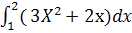 ∫₁²(3X² + 2x)dx